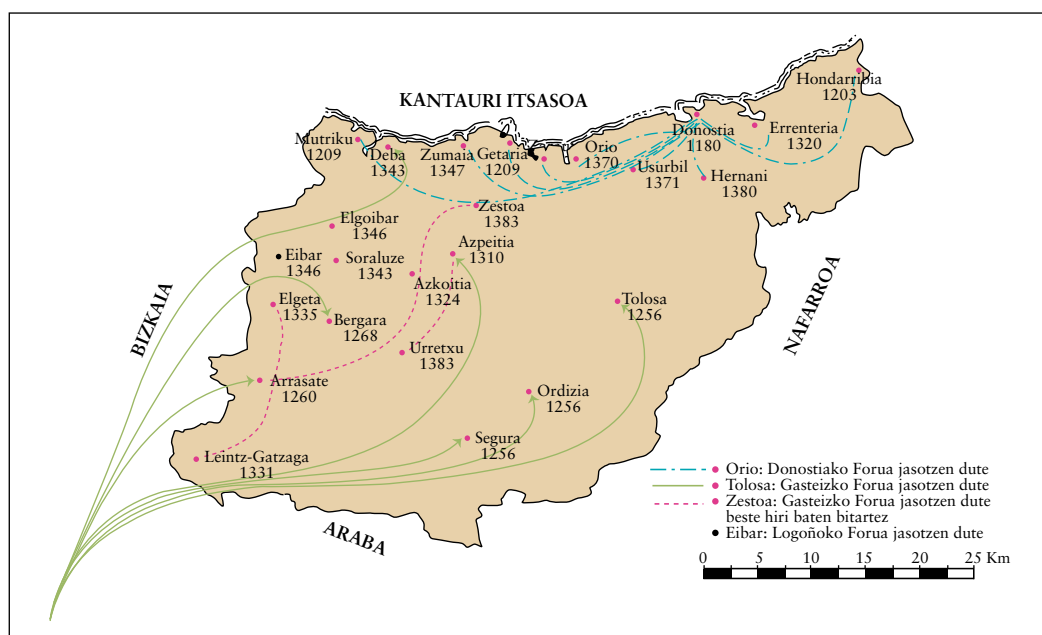 Hondarribia
1203
KANTAURI ITSASOA
Donostia
1180
Errenteria
1320
Mutriku
1209
Deba
1343
Zumaia
1347
Getaria
1209
Orio
1370
Usurbil
1371
Hernani
1380
Zestoa
1383
Elgoibar
1346
Azpeitia
1310
Eibar
1346
Soraluze
1343
Azkoitia
1324
BIZKAIA
Elgeta
1335
Bergara
1268
Tolosa
1256
NAFARROA
Urretxu
1383
Arrasate
1260
Ordizia
1256
Segura
1256
Leintz-Gatzaga
1331
ARABA
Orio: Donostiako Forua jasotzen dute
Tolosa: Gasteizko Forua jasotzen dute
Zestoa: Gasteizko Forua jasotzen dute
beste hiri baten bitartez
Eibar: Logoñoko Forua jasotzen dute
0 5 10 15 20 25 Km